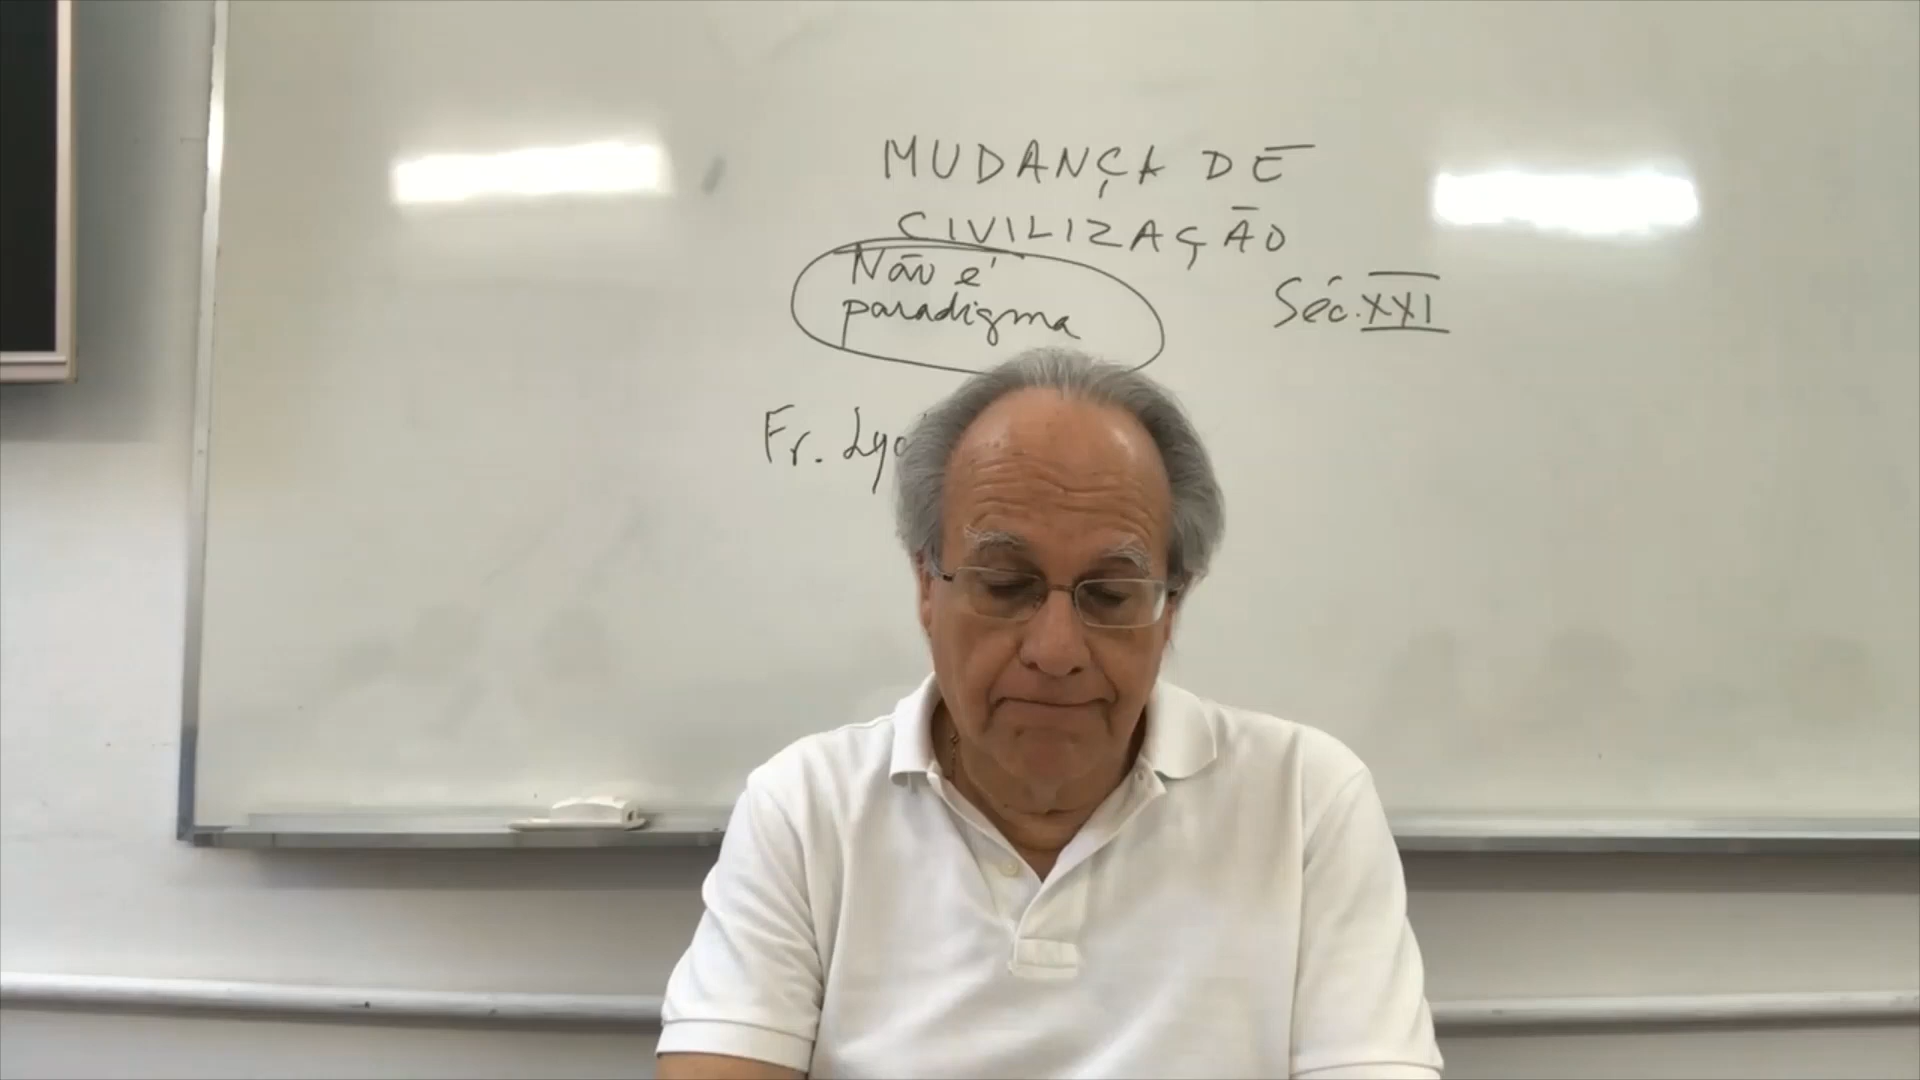 MUDANÇA DE
CIVILIZAÇÃO
Não é
paradigma
Séc. XXI
Fr.